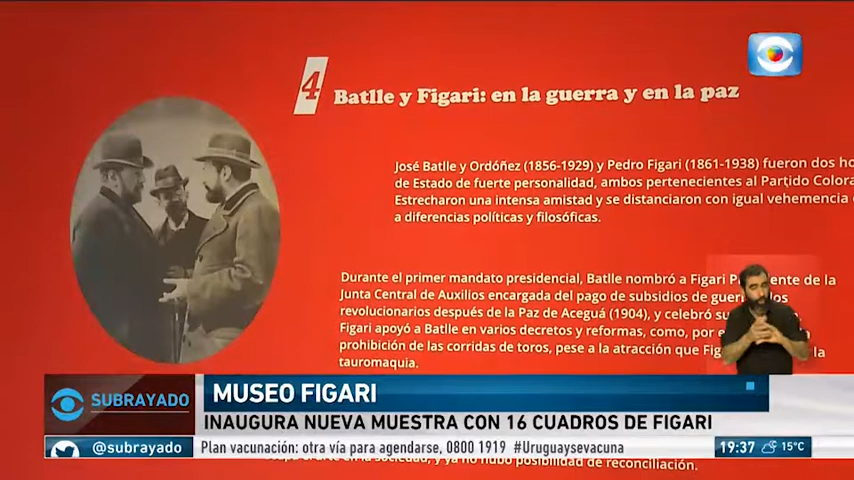 4
Batlle y Figari: en la guerra y en la paz
José Batlle y Ordóñez (1856-1929) y Pedro Figari (1861-1938) fueron dos
de Estado de fuerte personalidad, ambos pertenecientes al Partido
Estrecharon una intensa amistad y se distanciaron con igual vehemencia
a diferencias políticas y filosóficas.
Durante el primer mandato presidencial, Batlle nombró a Figari de la
Junta Central de Auxilios encargada del pago de subsidios de
revolucionarios después de la Paz de Aceguá (1904), y celebró
Figari apoyó a Batlle en varios decretos y reformas, como, por
prohibición de las corridas de toros, pese a la atracción que la
tauromaquia.
SUBRAYADO
MUSEO FIGARI
INAUGURA NUEVA MUESTRA CON 16 CUADROS DE FIGARI
@subrayado
Plan vacunación: otra vía para agendarse, 0800 1919 #Uruguaysevacuna
19:37
15°C
en la sociedad, y ya no hubo posibilidad de reconciliación.